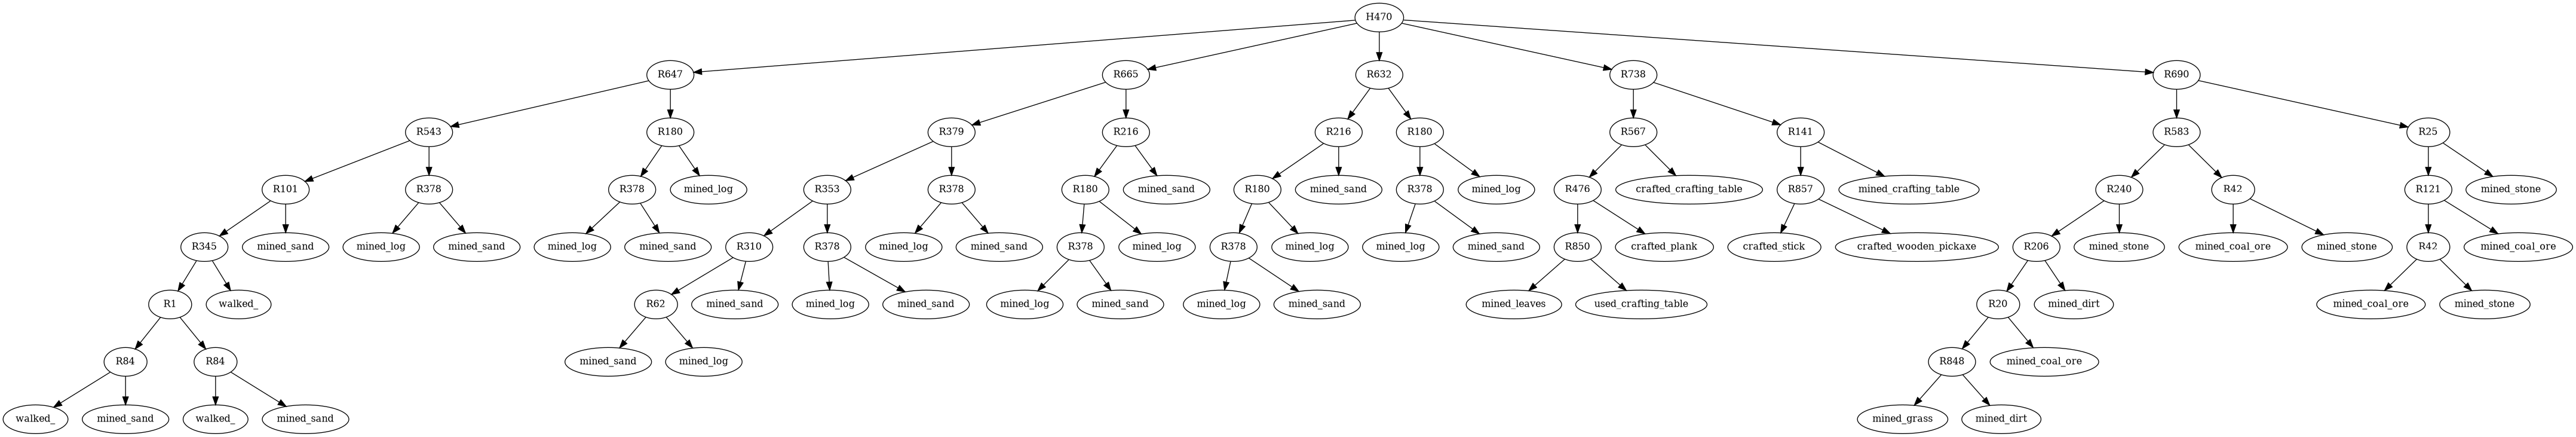 H470
R647 R665 R632 R738 R690
R543 R180 R379 R216 R216 R180 R567 R141 R583 R25
R101 R378 R378 mined_log R353 R378 R180 mined_sand R180 mined_sand R378 mined_log R476 crafted_crafting_table R857 mined_crafting_table R240 R42 R121 mined_stone
R345 mined_sand mined_log mined_sand mined_log mined_sand R310 R378 mined_log mined_sand R378 mined_log R378 mined_log mined_log mined_sand R850 crafted_plank crafted_stick crafted_wooden_pickaxe R206 mined_stone mined_coal_ore mined_stone R42 mined_coal_ore
R1 walked_ R62 mined_sand mined_log mined_sand mined_log mined_sand mined_log mined_sand mined_leaves used_crafting_table R20 mined_dirt mined_coal_ore mined_stone
R84 R84 mined_sand mined_log R848 mined_coal_ore
walked_ mined_sand walked_ mined_sand mined_grass mined_dirt